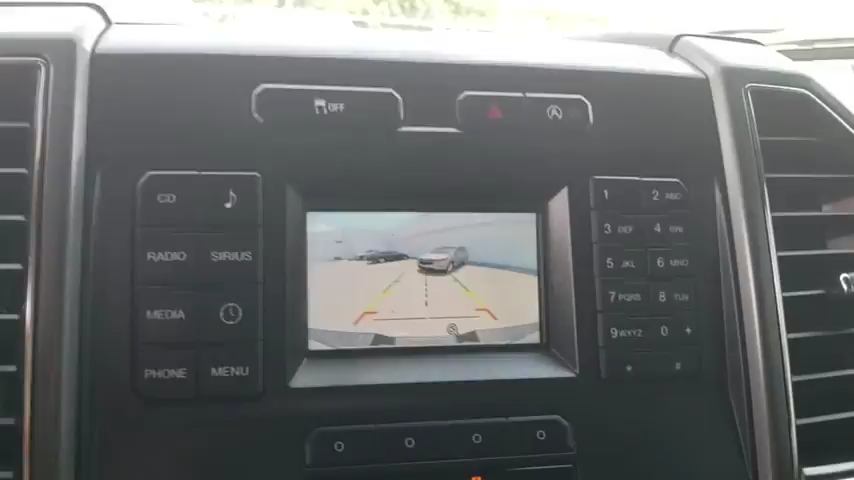 OFF
A
CD
RADIO SIRIUS
MEDIA
PHONE MENU
1 2 ABC
3 DEF 4 GHI
5 JKL 6 MNO
7 PQRS 8 TUV
9 WXYZ 0 +
* #